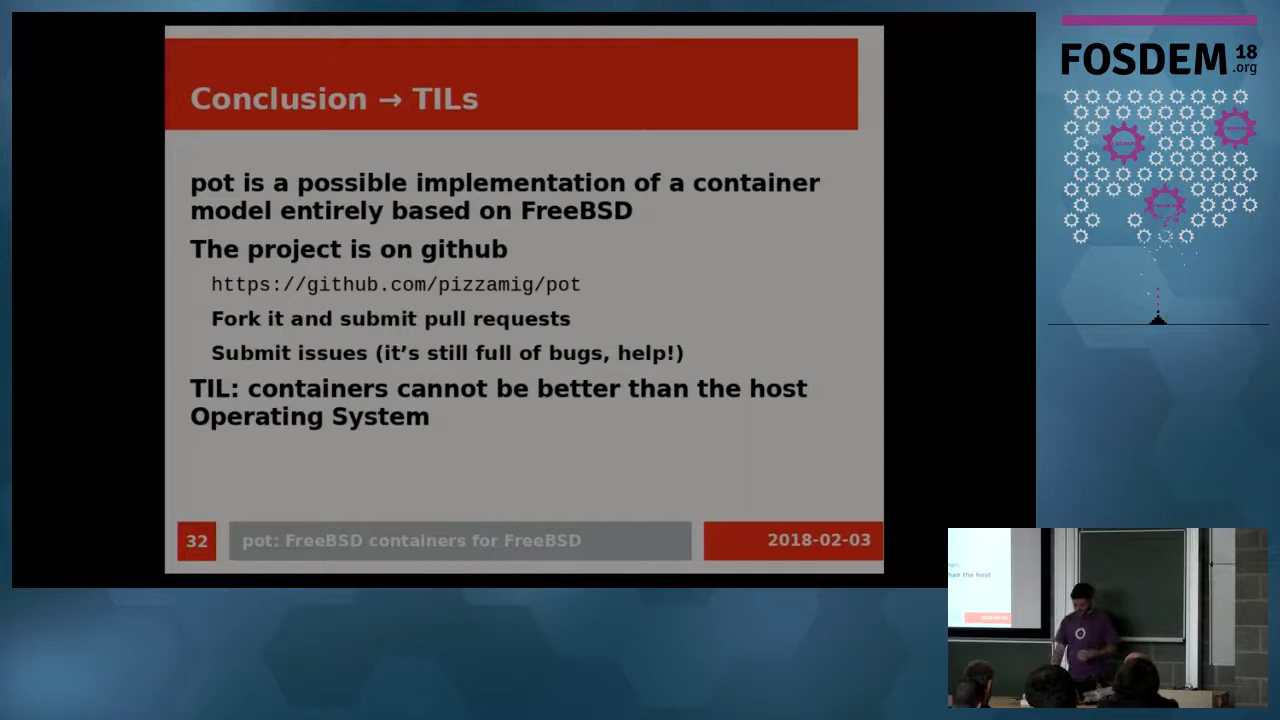 Conclusion → TILs
pot is a possible implementation of a container
model entirely based on FreeBSD
The project is on github
https://github.com/pizzamig/pot
Fork it and submit pull requests
Submit issues (it’s still full of bugs, help!)
TIL: containers cannot be better than the host
Operating System
32
pot: FreeBSD containers for FreeBSD
2018-02-03
FOSDEM 18
.org
han the host